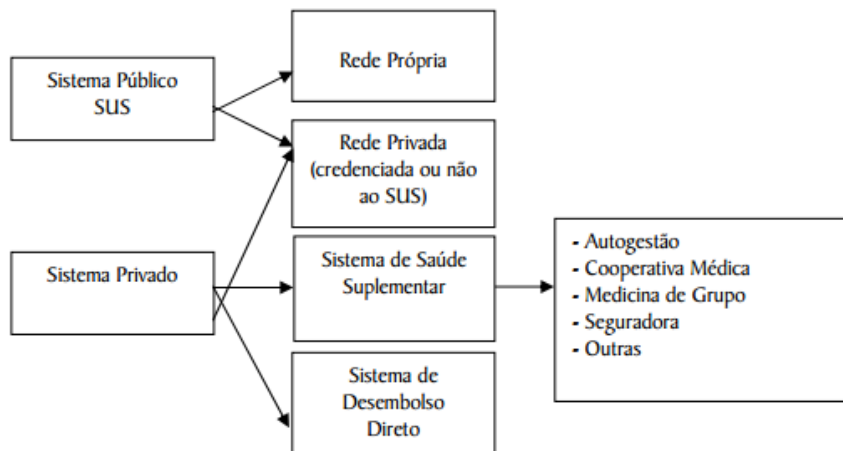 Sistema Público
SUS
Rede Própria
Rede Privada
(credenciada ou não
ao SUS)
Sistema Privado
Sistema de Saúde
Suplementar
- Autogestão
- Cooperativa Médica
- Medicina de Grupo
- Seguradora
- Outras
Sistema de
Desembolso
Direto